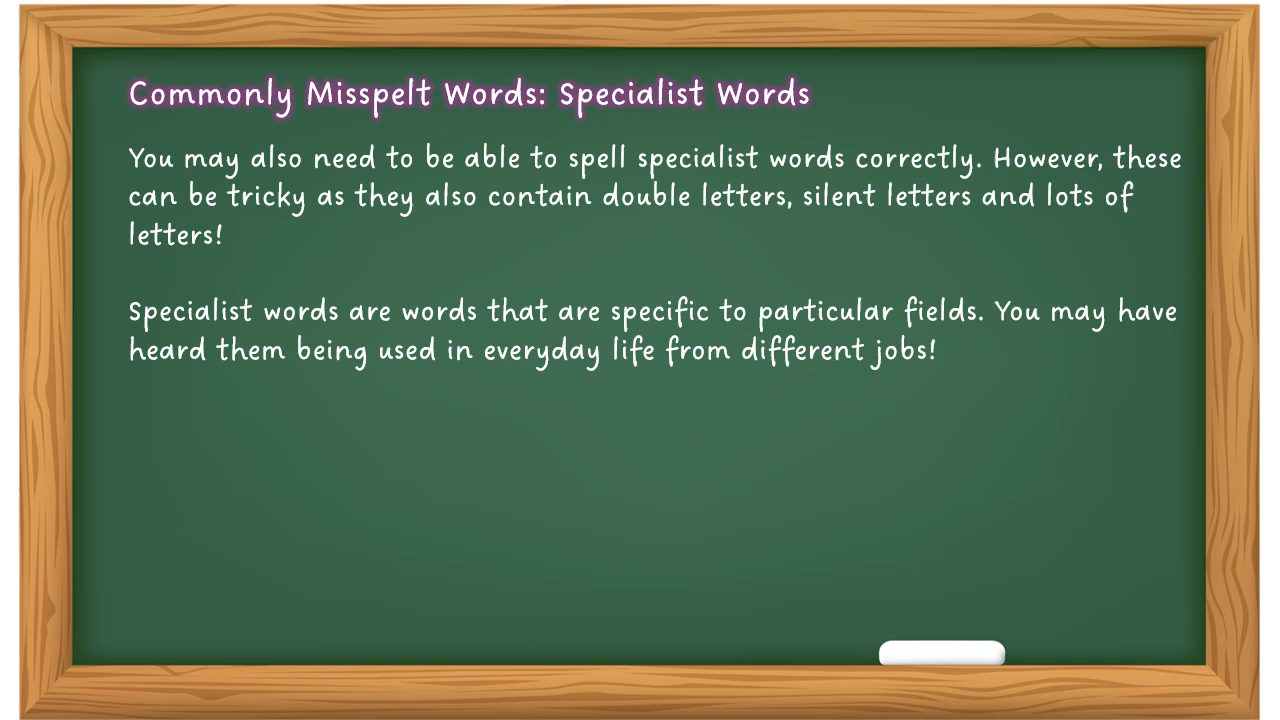 Commonly Misspelt Words: Specialist Words
You may also need to be able to spell specialist words correctly. However, these
can be tricky as they also contain double letters, silent letters and lots of
letters!
Specialist words are words that are specific to particular fields. You may have
heard them being used in everyday life from different jobs!